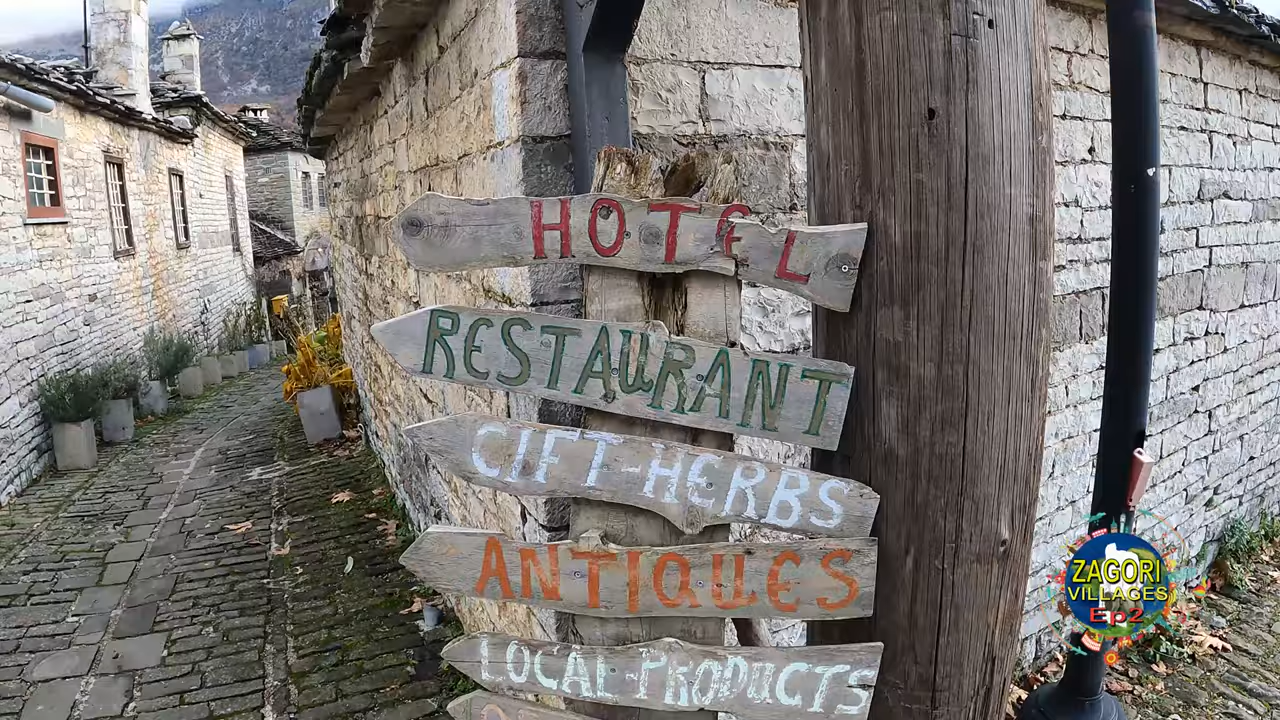 HOTEL
RESTAURANT
CIFT-HERBS
ANTIQUES
LOCAL-PRODUCTS
ZAGORI
VILLAGES
Ep2